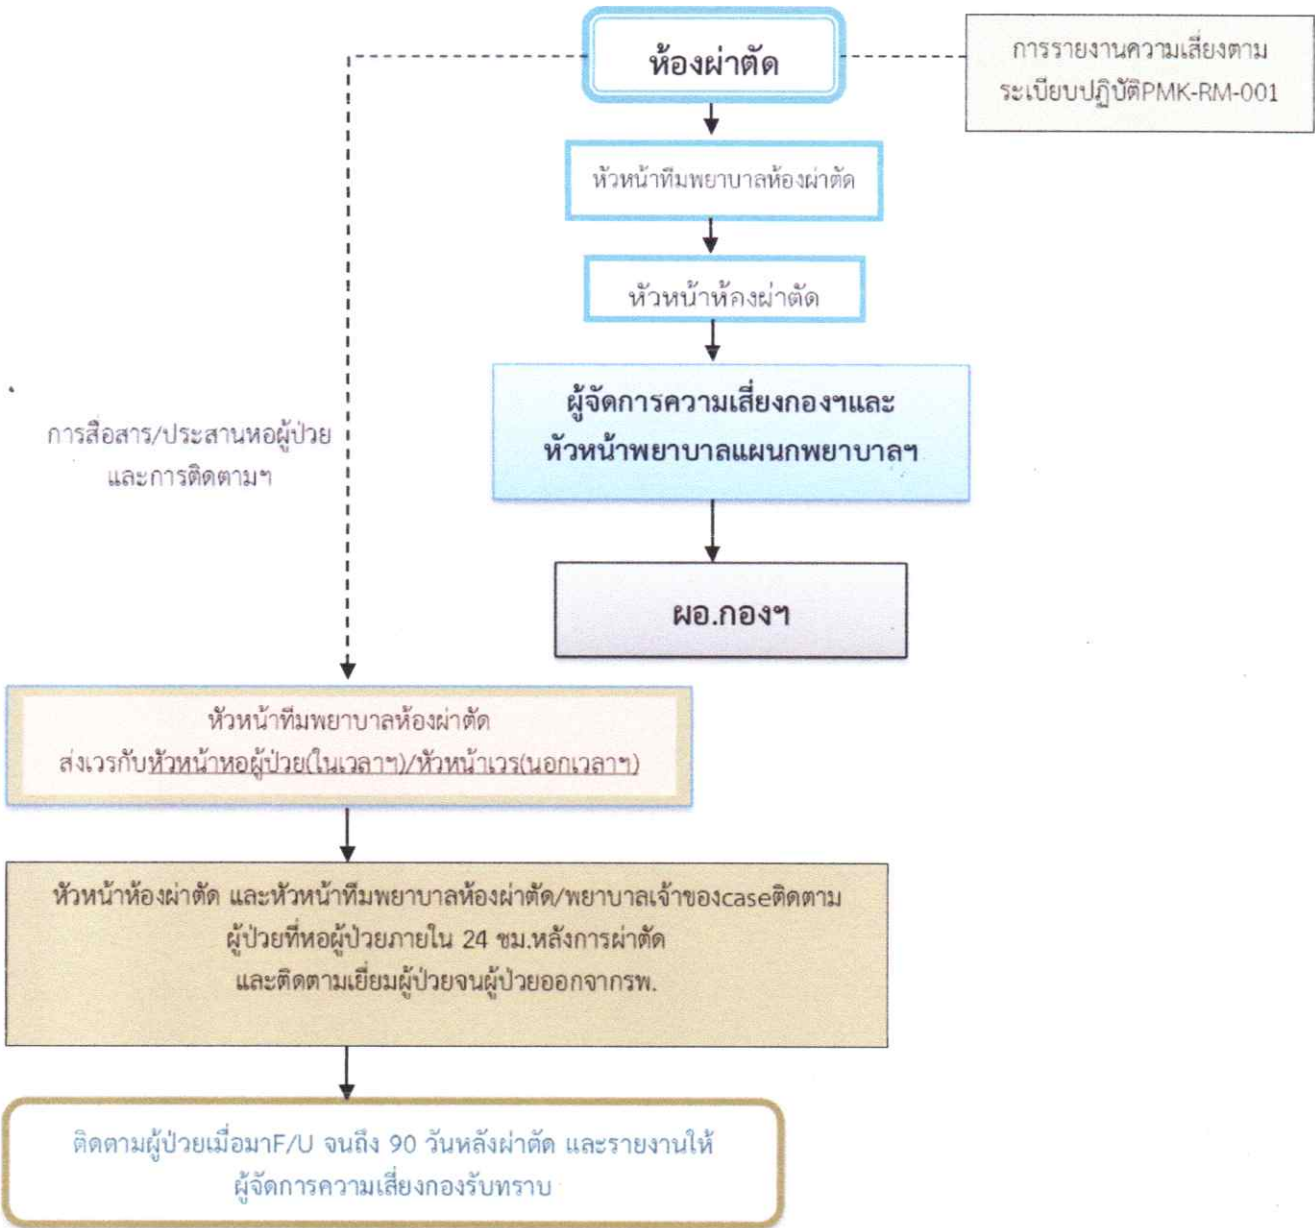 ห้องผ่าตัด
การรายงานความเสี่ยงตาม
ระเบียบปฏิบัติPMK-RM-001
หัวหน้าทีมพยาบาลห้องผ่าตัด
หัวหน้าห้องผ่าตัด
ผู้จัดการความเสี่ยงกองฯและ
หัวหน้าพยาบาลแผนกพยาบาลฯ
การสื่อสาร/ประสานหอผู้ป่วย
และการติดตามฯ
ผอ.กองฯ
หัวหน้าทีมพยาบาลห้องผ่าตัด
ส่งเวรกับหัวหน้าหอผู้ป่วย(ในเวลาฯ)/หัวหน้าเวร(นอกเวลาฯ)
หัวหน้าห้องผ่าตัด และหัวหน้าทีมพยาบาลห้องผ่าตัด/พยาบาลเจ้าของcaseติดตาม
ผู้ป่วยที่หอผู้ป่วยภายใน 24 ชม.หลังการผ่าตัด
และติดตามเยี่ยมผู้ป่วยจนผู้ป่วยออกจากรพ.
ติดตามผู้ป่วยเมื่อมาF/U จนถึง 90 วันหลังผ่าตัด และรายงานให้
ผู้จัดการความเสี่ยงกองรับทราบ